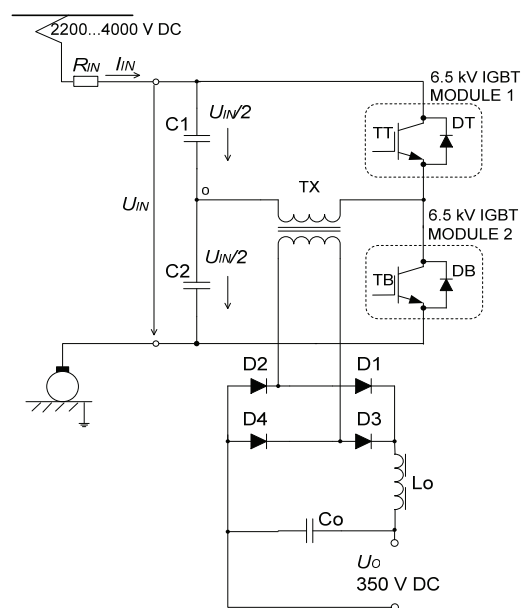 2200...4000 V DC
RIN IIN
6.5 kV IGBT
MODULE 1
C1 UIN/2
TT DT
o TX
UIN
6.5 kV IGBT
MODULE 2
C2 UIN/2
TB DB
D2 D1
D4 D3
Lo
Co
UO
350 V DC